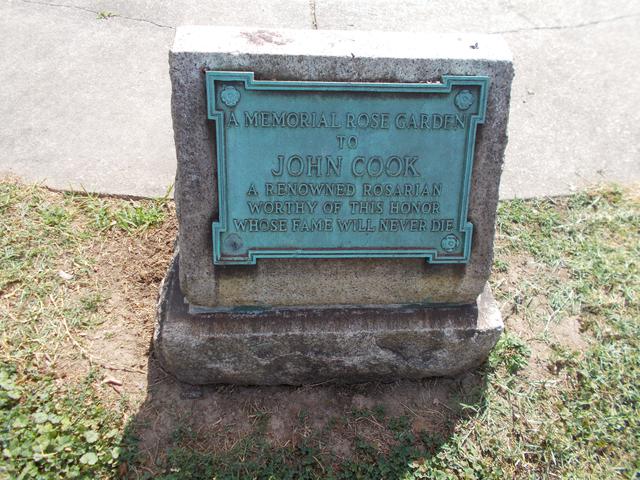 A MEMORIAL ROSE GARDEN
TO
JOHN COOK
A RENOWNED ROSARIAN
WORTHY OF THIS HONOR
WHOSE FAME WILL NEVER DIE